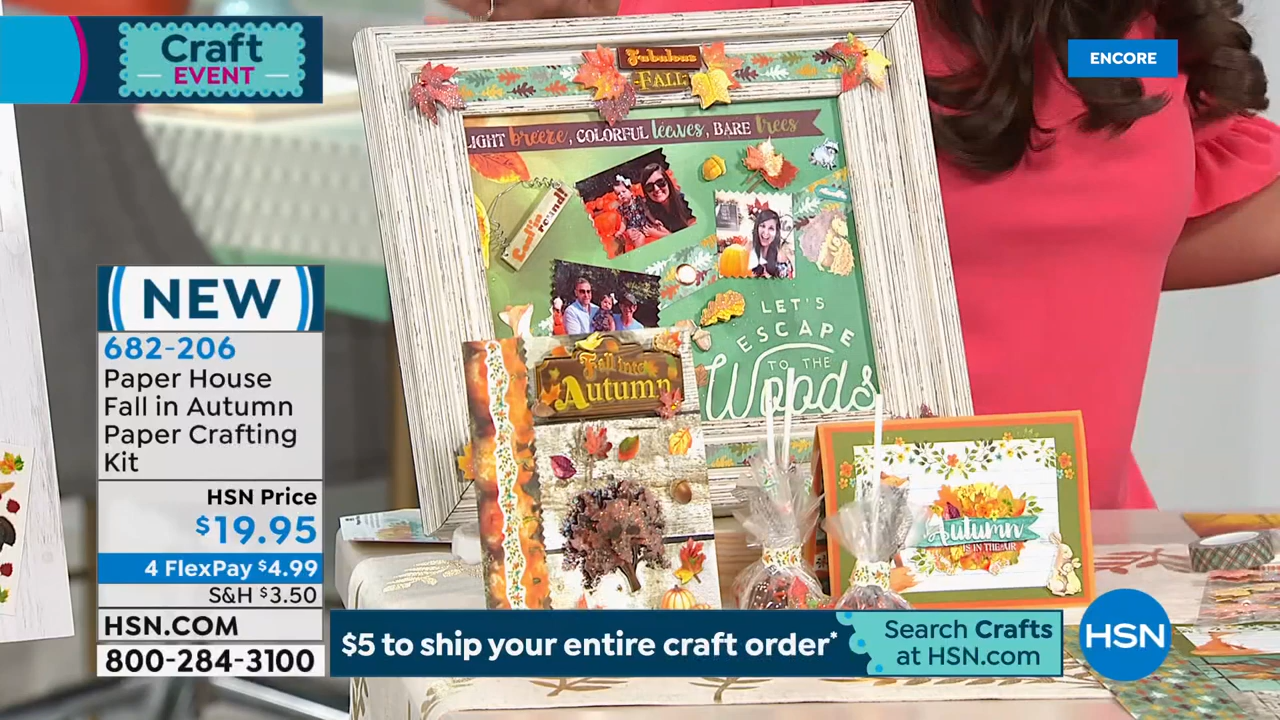 Craft
EVENT
ENCORE
Fabulous
FALL
LIGHT breeze, COLORFUL leaves, BARE trees
LET'S
ESCAPE
TO THE
Woods
Fall into
Autumn
Autumn
IS IN THE AIR
NEW
682-206
Paper House
Fall in Autumn
Paper Crafting
Kit
HSN Price
$19.95
4 FlexPay $4.99
S&H $3.50
HSN.COM
800-284-3100
$5 to ship your entire craft order*
Search Crafts
at HSN.com
HSN